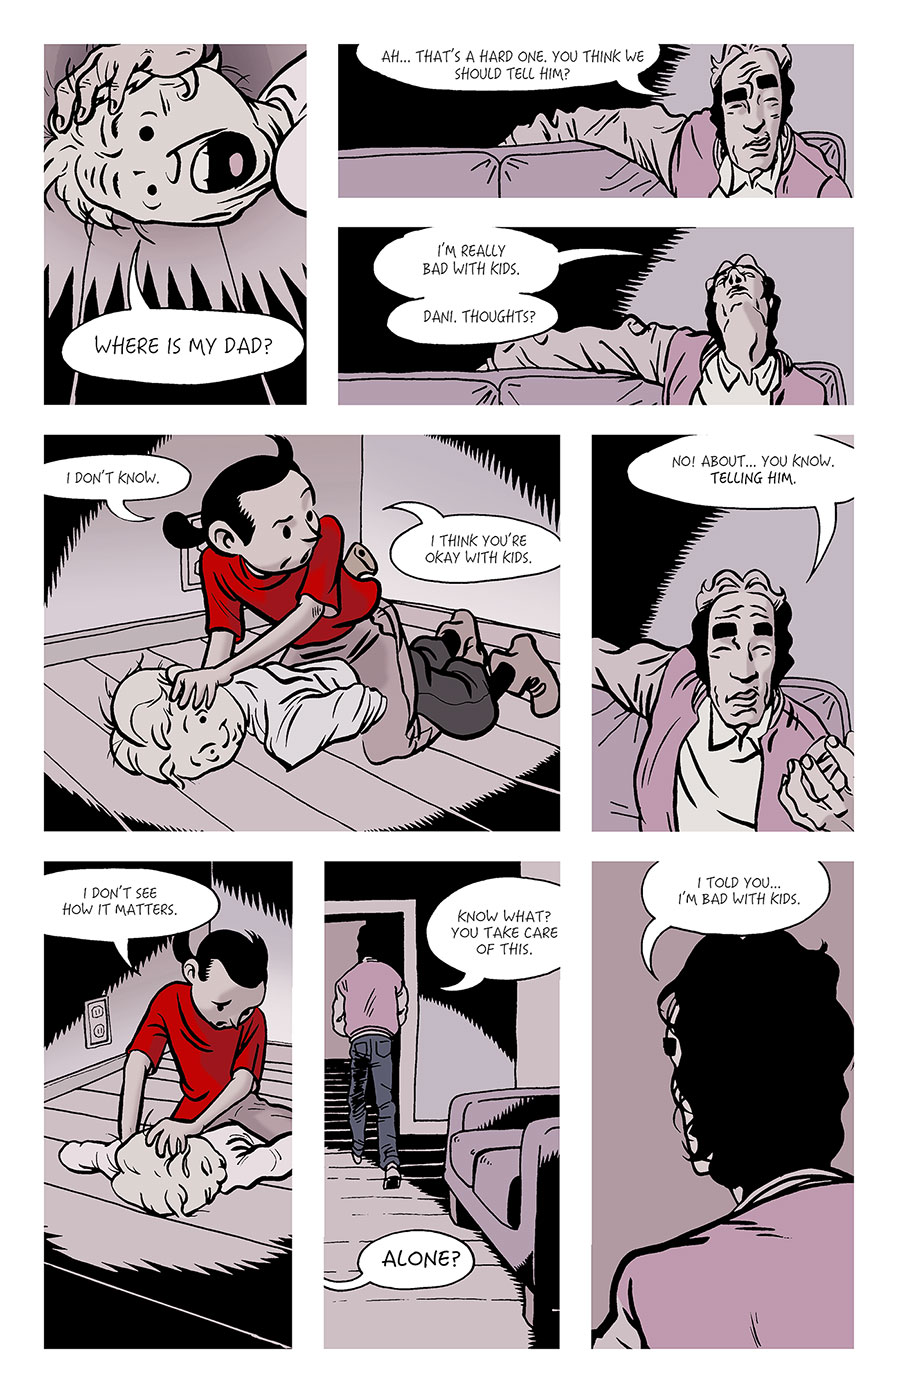 WHERE IS MY DAD?
AH... THAT'S A HARD ONE. YOU THINK WE
SHOULD TELL HIM?
I'M REALLY
BAD WITH KIDS.
DANI. THOUGHTS?
I DON'T KNOW.
I THINK YOU'RE
OKAY WITH KIDS.
NO! ABOUT... YOU KNOW.
TELLING HIM.
I DON'T SEE
HOW IT MATTERS.
KNOW WHAT?
YOU TAKE CARE
OF THIS.
ALONE?
I TOLD YOU...
I'M BAD WITH KIDS.